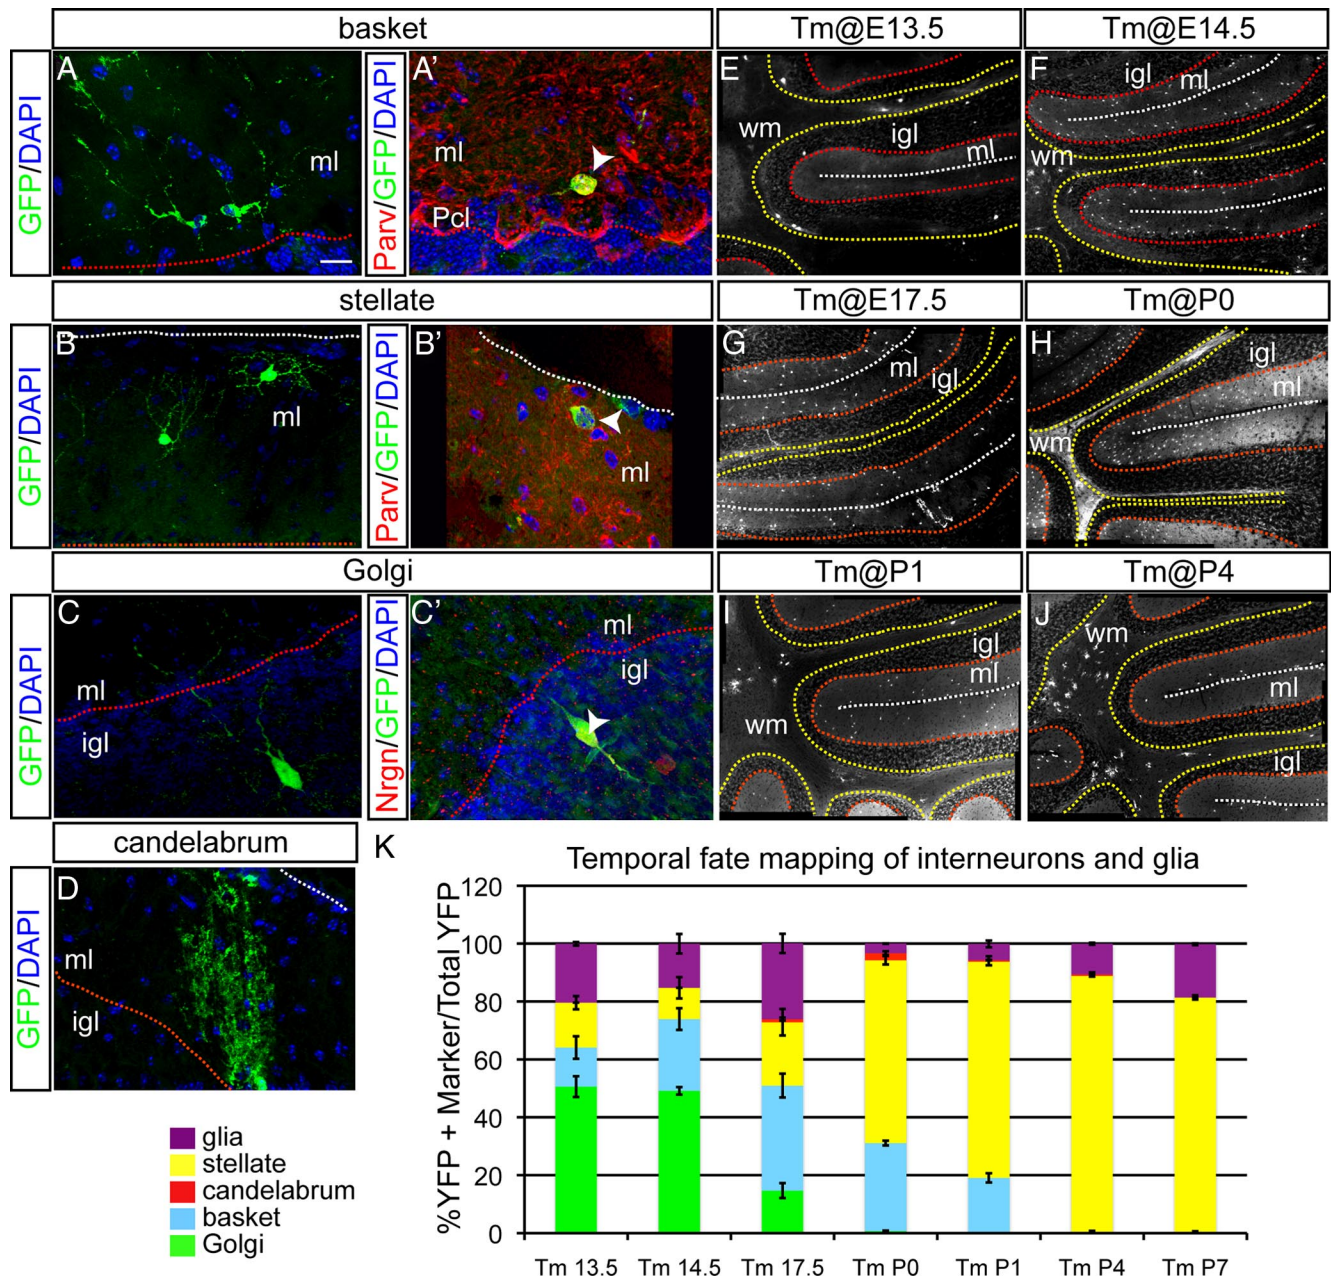 basket
Tm@E13.5
Tm@E14.5
GFP/DAPI
A
ml
Parv/GFP/DAPI
A'
ml
Pcl
E
wm
igl
ml
F
igl
ml
wm
stellate
Tm@E17.5
Tm@P0
GFP/DAPI
B
ml
Parv/GFP/DAPI
B'
ml
G
ml
igl
H
igl
ml
wm
Golgi
Tm@P1
Tm@P4
GFP/DAPI
C
ml
igl
Nrgn/GFP/DAPI
C'
ml
igl
I
igl
ml
wm
J
wm
ml
igl
candelabrum
GFP/DAPI
D
ml
igl
glia
stellate
candelabrum
basket
Golgi
K
Temporal fate mapping of interneurons and glia
%YFP + Marker/Total YFP
120
100
80
60
40
20
0
Tm 13.5 Tm 14.5 Tm 17.5 Tm P0 Tm P1 Tm P4 Tm P7